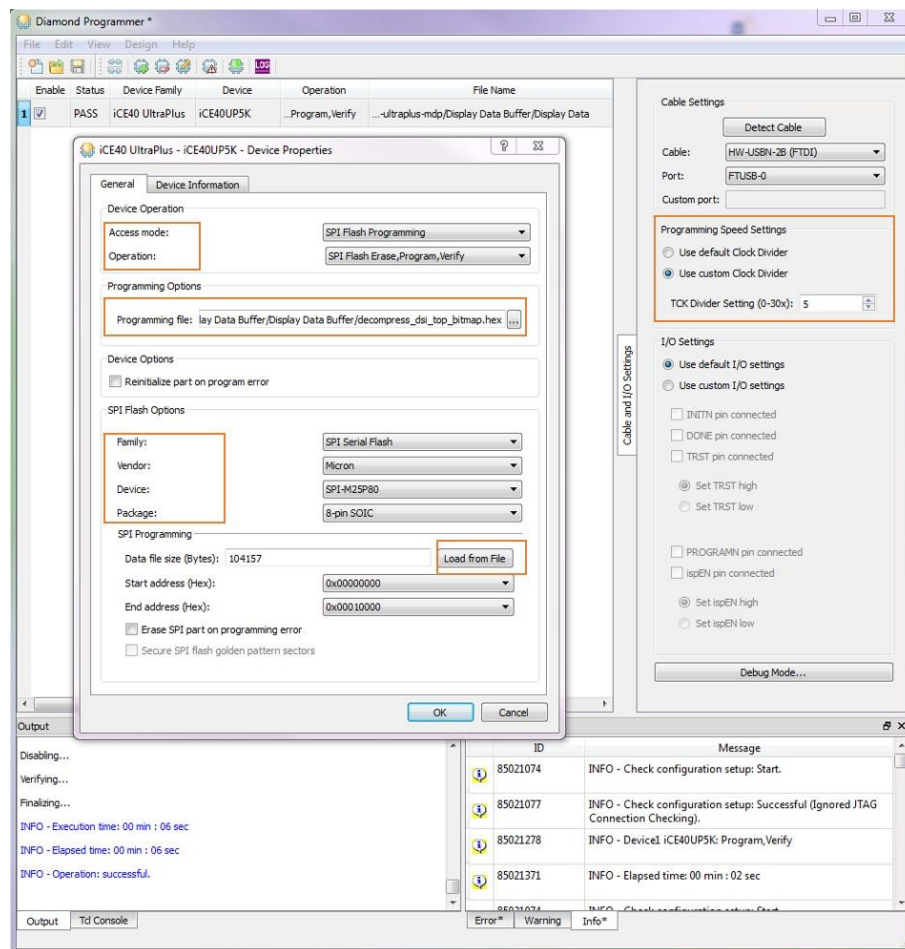 Diamond Programmer *
File Edit View Design Help
LOG
Enable Status Device Family Device Operation File Name
1 PASS iCE40 UltraPlus iCE40UP5K ...Program,Verify ...-ultraplus-mdp/Display Data Buffer/Display Data
iCE40 UltraPlus - iCE40UP5K - Device Properties
General Device Information
Device Operation
Access mode: SPI Flash Programming
Operation: SPI Flash Erase,Program,Verify
Programming Options
Programming file: lay Data Buffer/Display Data Buffer/decompress_dsi_top_bitmap.hex ...
Device Options
Reinitialize part on program error
SPI Flash Options
Family: SPI Serial Flash
Vendor: Micron
Device: SPI-M25P80
Package: 8-pin SOIC
SPI Programming
Data file size (Bytes): 104157 Load from File
Start address (Hex): 0x00000000
End address (Hex): 0x00010000
Erase SPI part on programming error
Secure SPI flash golden pattern sectors
OK Cancel
Cable and I/O Settings
Cable Settings
Detect Cable
Cable: HW-USBN-2B (FTDI)
Port: FTUSB-0
Custom port:
Programming Speed Settings
Use default Clock Divider
Use custom Clock Divider
TCK Divider Setting (0-30x): 5
I/O Settings
Use default I/O settings
Use custom I/O settings
INITN pin connected
DONE pin connected
TRST pin connected
Set TRST high
Set TRST low
PROGRAMN pin connected
ispEN pin connected
Set ispEN high
Set ispEN low
Debug Mode...
Output
Disabling...
Verifying...
Finalizing...
INFO - Execution time: 00 min : 06 sec
INFO - Elapsed time: 00 min : 06 sec
INFO - Operation: successful.
Output Tcl Console
ID Message
85021074 INFO - Check configuration setup: Start.
85021077 INFO - Check configuration setup: Successful (Ignored JTAG
Connection Checking).
85021278 INFO - Device1 iCE40UP5K: Program,Verify
85021371 INFO - Elapsed time: 00 min : 02 sec
85021074 INFO - Check configuration setup: Start.
Error* Warning Info*